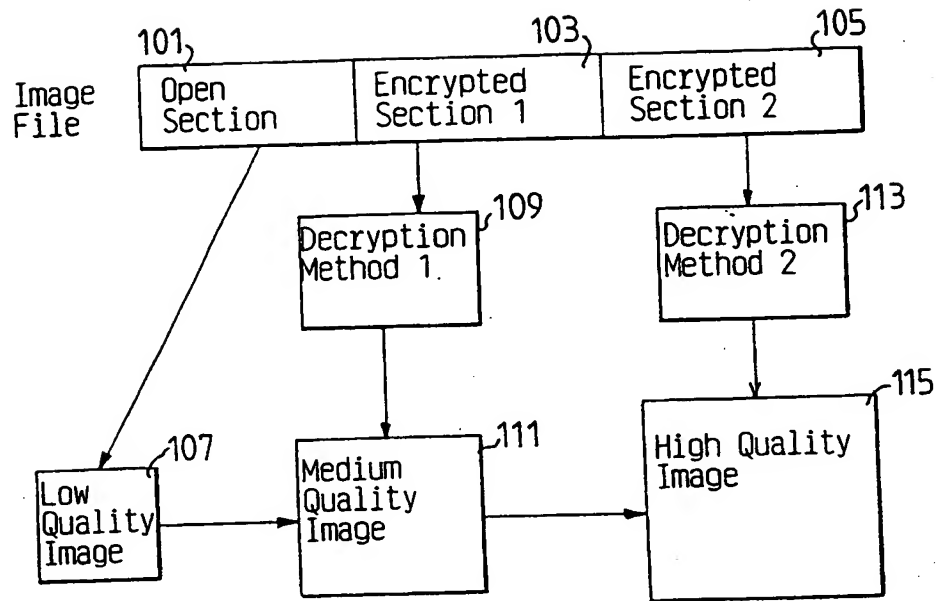 101
103
105
Image
File
Open
Section
Encrypted
Section 1
Encrypted
Section 2
109
113
Decryption
Method 1.
Decryption
Method 2
107
111
115
Low
Quality
Image
Medium
Quality
Image
High Quality
Image